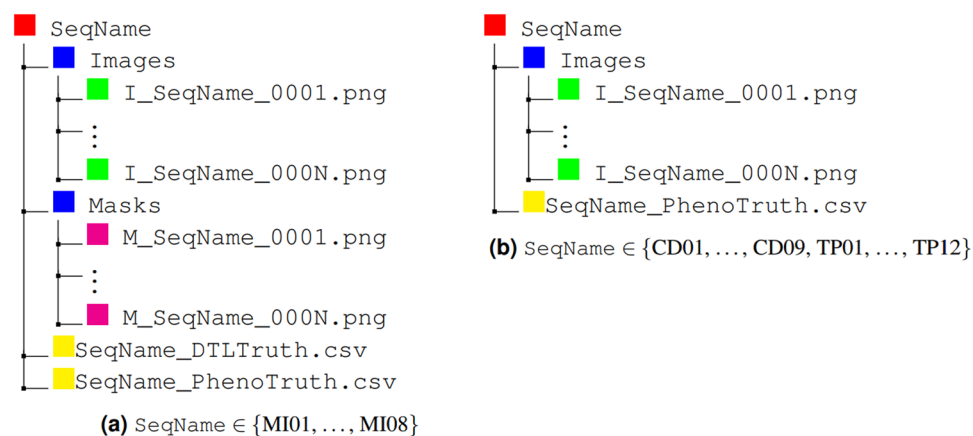 SeqName
Images
I_SeqName_0001.png
⋮
I_SeqName_000N.png
Masks
M_SeqName_0001.png
⋮
M_SeqName_000N.png
SeqName_DTLTruth.csv
SeqName_PhenoTruth.csv
(a) SeqName ∈ {MI01, …, MI08}
SeqName
Images
I_SeqName_0001.png
⋮
I_SeqName_000N.png
SeqName_PhenoTruth.csv
(b) SeqName ∈ {CD01, …, CD09, TP01, …, TP12}